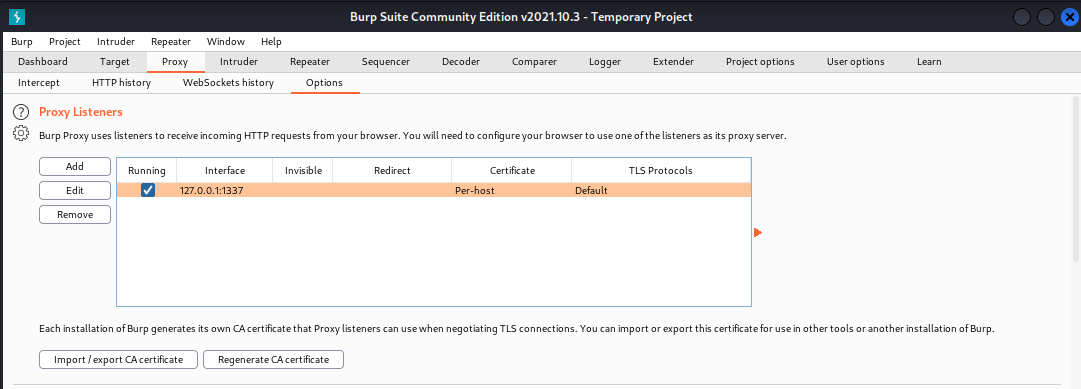 Burp Suite Community Edition v2021.10.3 - Temporary Project
Burp Project Intruder Repeater Window Help
Dashboard Target Proxy Intruder Repeater Sequencer Decoder Comparer Logger Extender Project options User options Learn
Intercept HTTP history WebSockets history Options
? Proxy Listeners
Burp Proxy uses listeners to receive incoming HTTP requests from your browser. You will need to configure your browser to use one of the listeners as its proxy server.
Add Running Interface Invisible Redirect Certificate TLS Protocols
Edit 127.0.0.1:1337 Per-host Default
Remove
Each installation of Burp generates its own CA certificate that Proxy listeners can use when negotiating TLS connections. You can import or export this certificate for use in other tools or another installation of Burp.
Import / export CA certificate Regenerate CA certificate